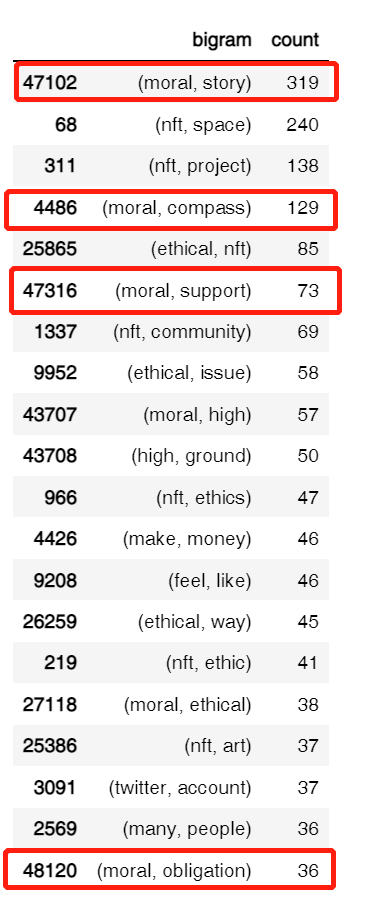 bigram count
47102 (moral, story) 319
68 (nft, space) 240
311 (nft, project) 138
4486 (moral, compass) 129
25865 (ethical, nft) 85
47316 (moral, support) 73
1337 (nft, community) 69
9952 (ethical, issue) 58
43707 (moral, high) 57
43708 (high, ground) 50
966 (nft, ethics) 47
4426 (make, money) 46
9208 (feel, like) 46
26259 (ethical, way) 45
219 (nft, ethic) 41
27118 (moral, ethical) 38
25386 (nft, art) 37
3091 (twitter, account) 37
2569 (many, people) 36
48120 (moral, obligation) 36